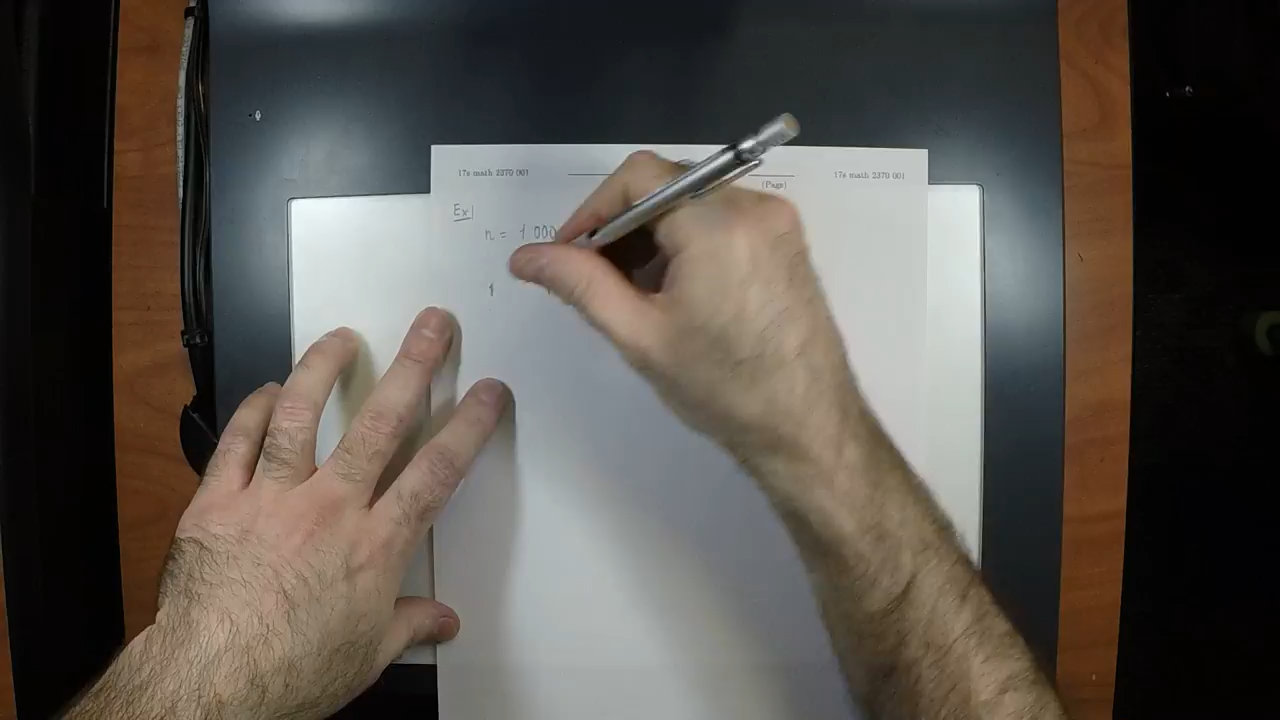 17s math 2370 001 (Page) 17s math 2370 001
Ex
n = 1 000
1